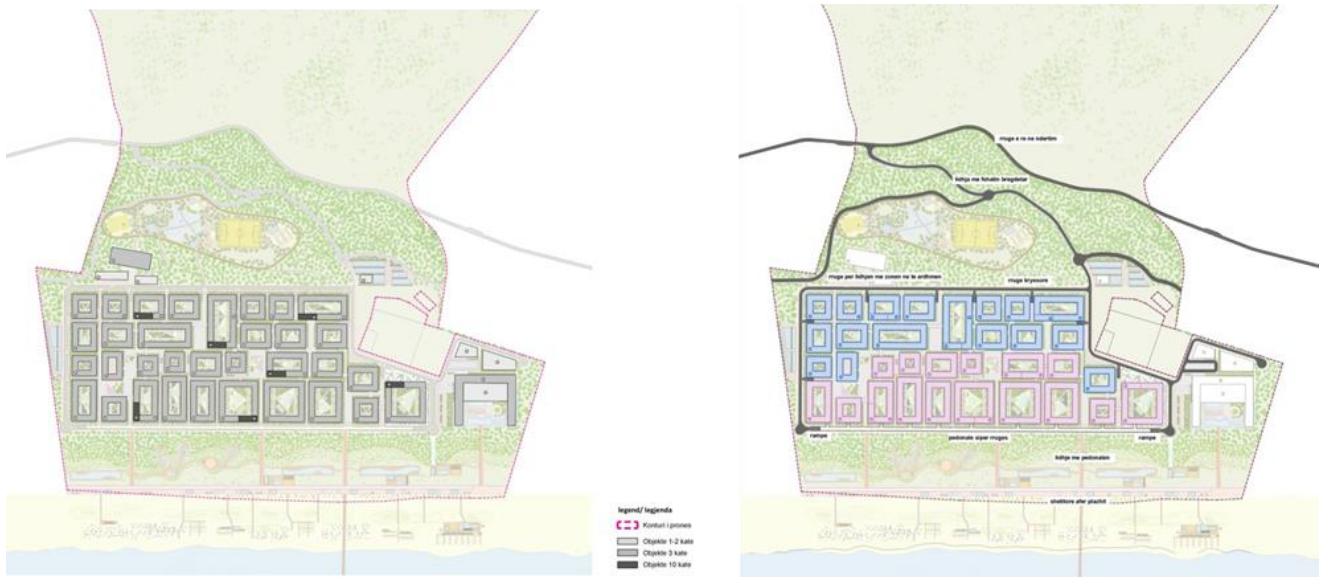 legend/ legjenda
Konturi i prones
Objekte 1-2 kate
Objekte 3 kate
Objekte 10 kate
rruga e re ne ndertim
lidhja me fshatin bregdetar
rruge per lidhjen me zonen ne te ardhmen
rruge kryesore
rampe
pedonale siper rruges
rampe
lidhje me pedonalen
shetitore afer plazhit